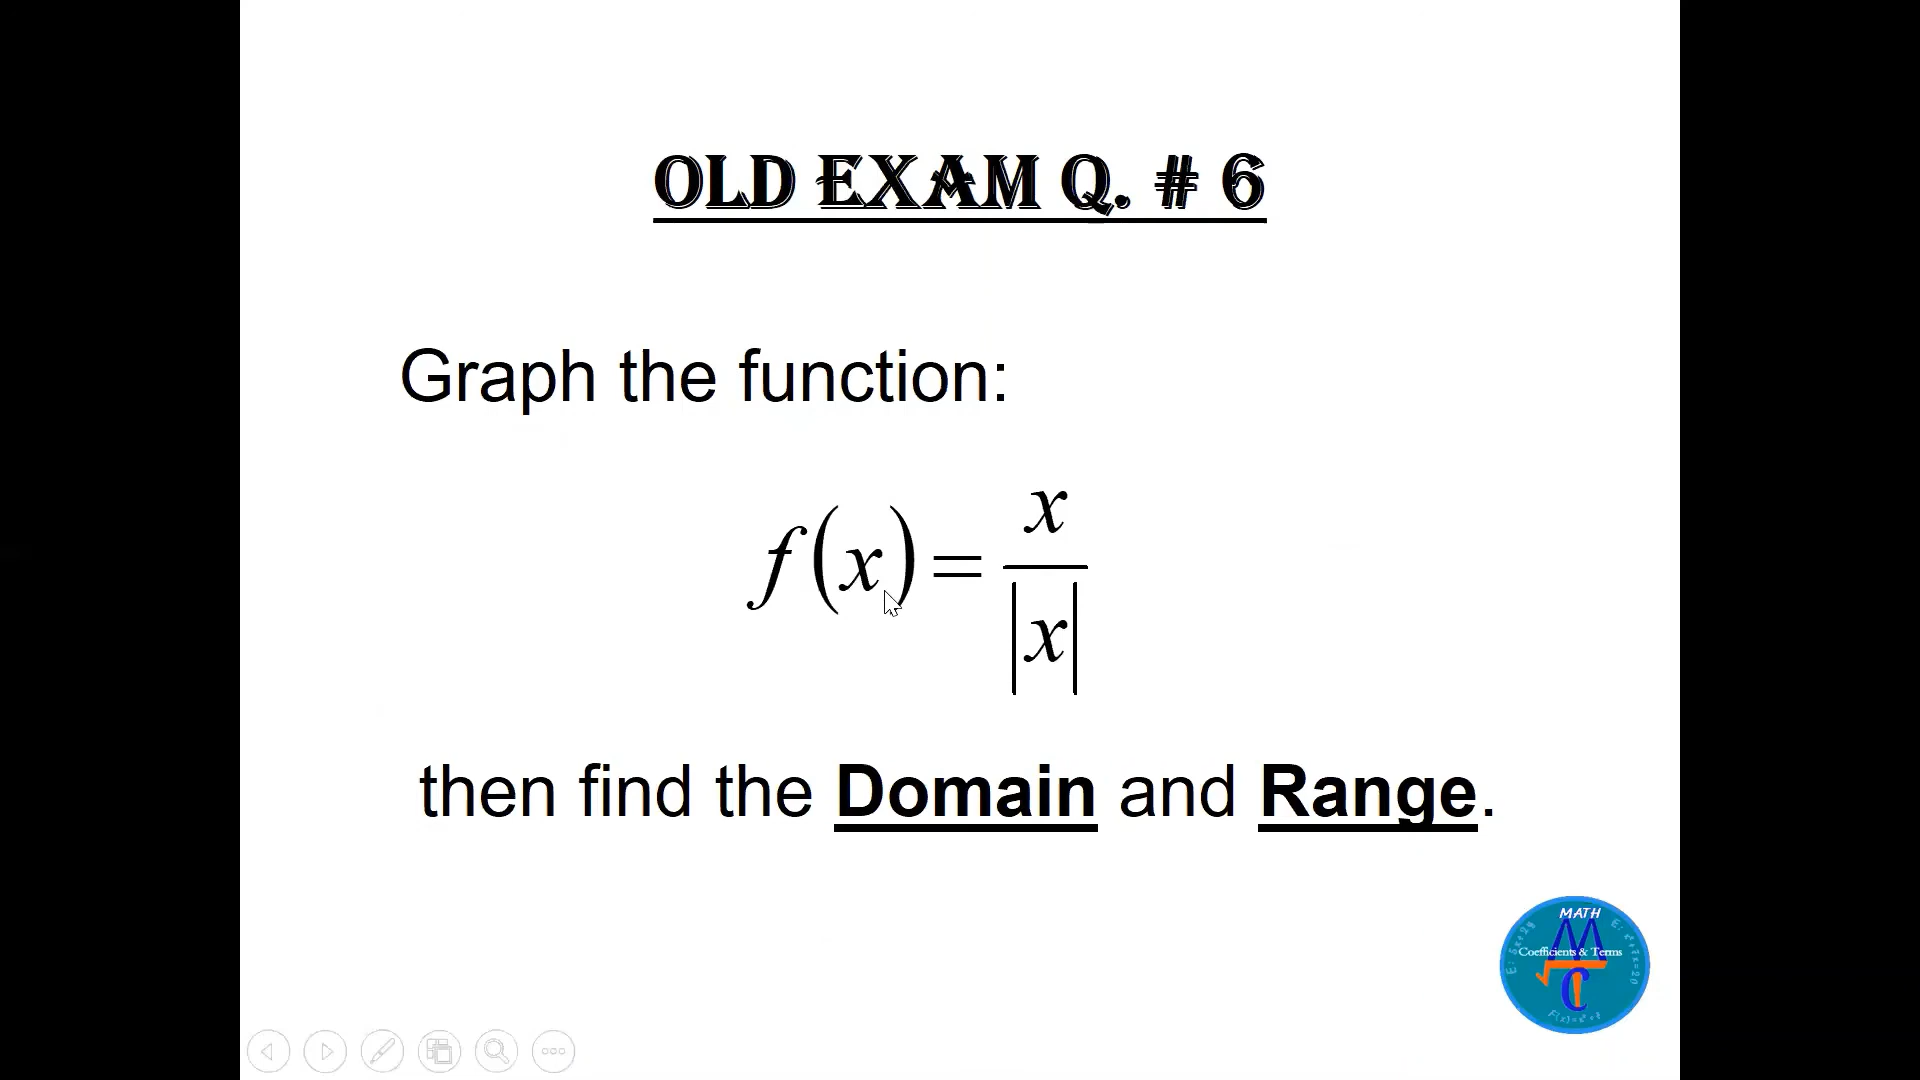 OLD EXAM Q. # 6
Graph the function:
f(x) = x / |x|
then find the Domain and Range.
MATH
Coefficients & Terms